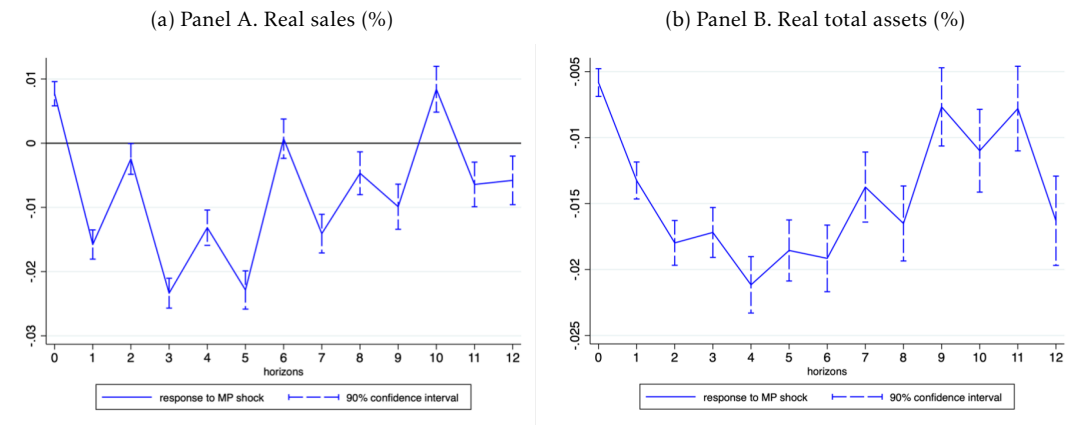 (a) Panel A. Real sales (%)
.01
0
-.01
-.02
-.03
0 1 2 3 4 5 6 7 8 9 10 11 12
horizons
response to MP shock 90% confidence interval
(b) Panel B. Real total assets (%)
-.005
-.01
-.015
-.02
-.025
0 1 2 3 4 5 6 7 8 9 10 11 12
horizons
response to MP shock 90% confidence interval